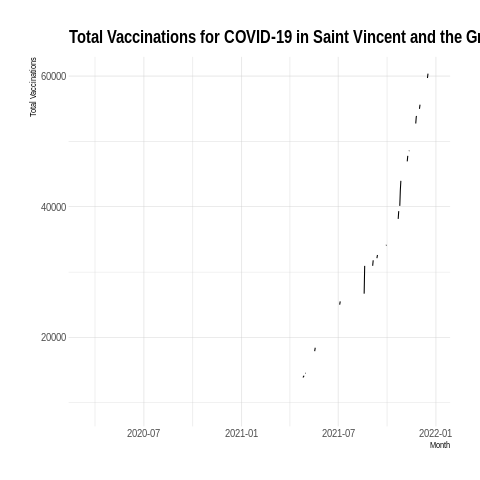 Total Vaccinations for COVID-19 in Saint Vincent and the Gr
Total Vaccinations
60000
40000
20000
2020-07
2021-01
2021-07
2022-01
Month